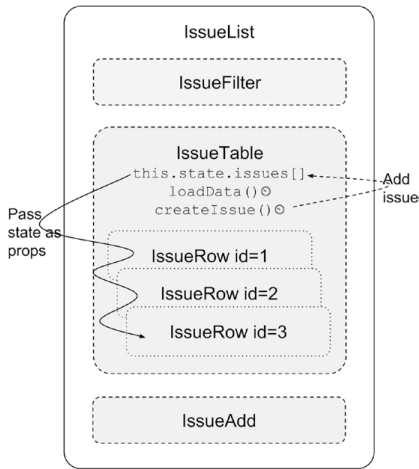 IssueList
IssueFilter
IssueTable
this.state.issues[]
loadData()
createIssue()
Add
issue
Pass
state as
props
IssueRow id=1
IssueRow id=2
IssueRow id=3
IssueAdd